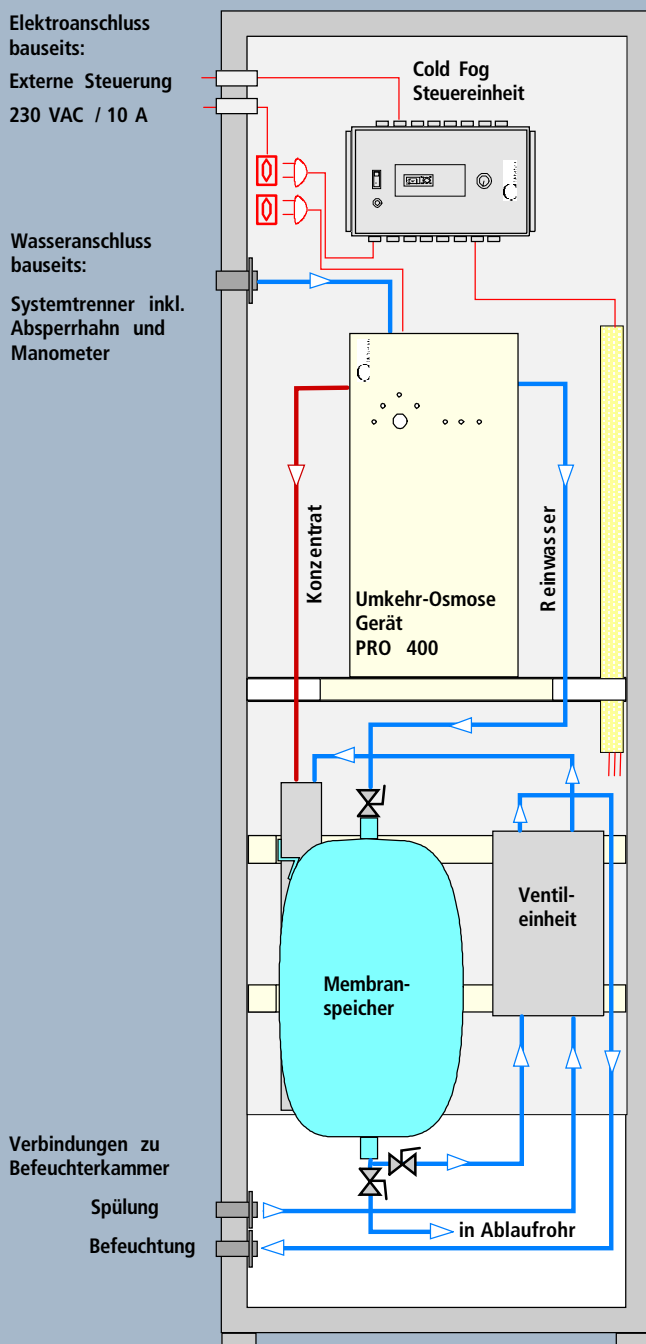 Elektroanschluss
bauseits:
Externe Steuerung
230 VAC / 10 A
Cold Fog
Steuereinheit
Wasseranschluss
bauseits:
Systemtrenner inkl.
Absperrhahn und
Manometer
Konzentrat
Reinwasser
Umkehr-Osmose
Gerät
PRO 400
Ventil-
einheit
Membran-
speicher
Verbindungen zu
Befeuchterkammer
Spülung
Befeuchtung
in Ablaufrohr